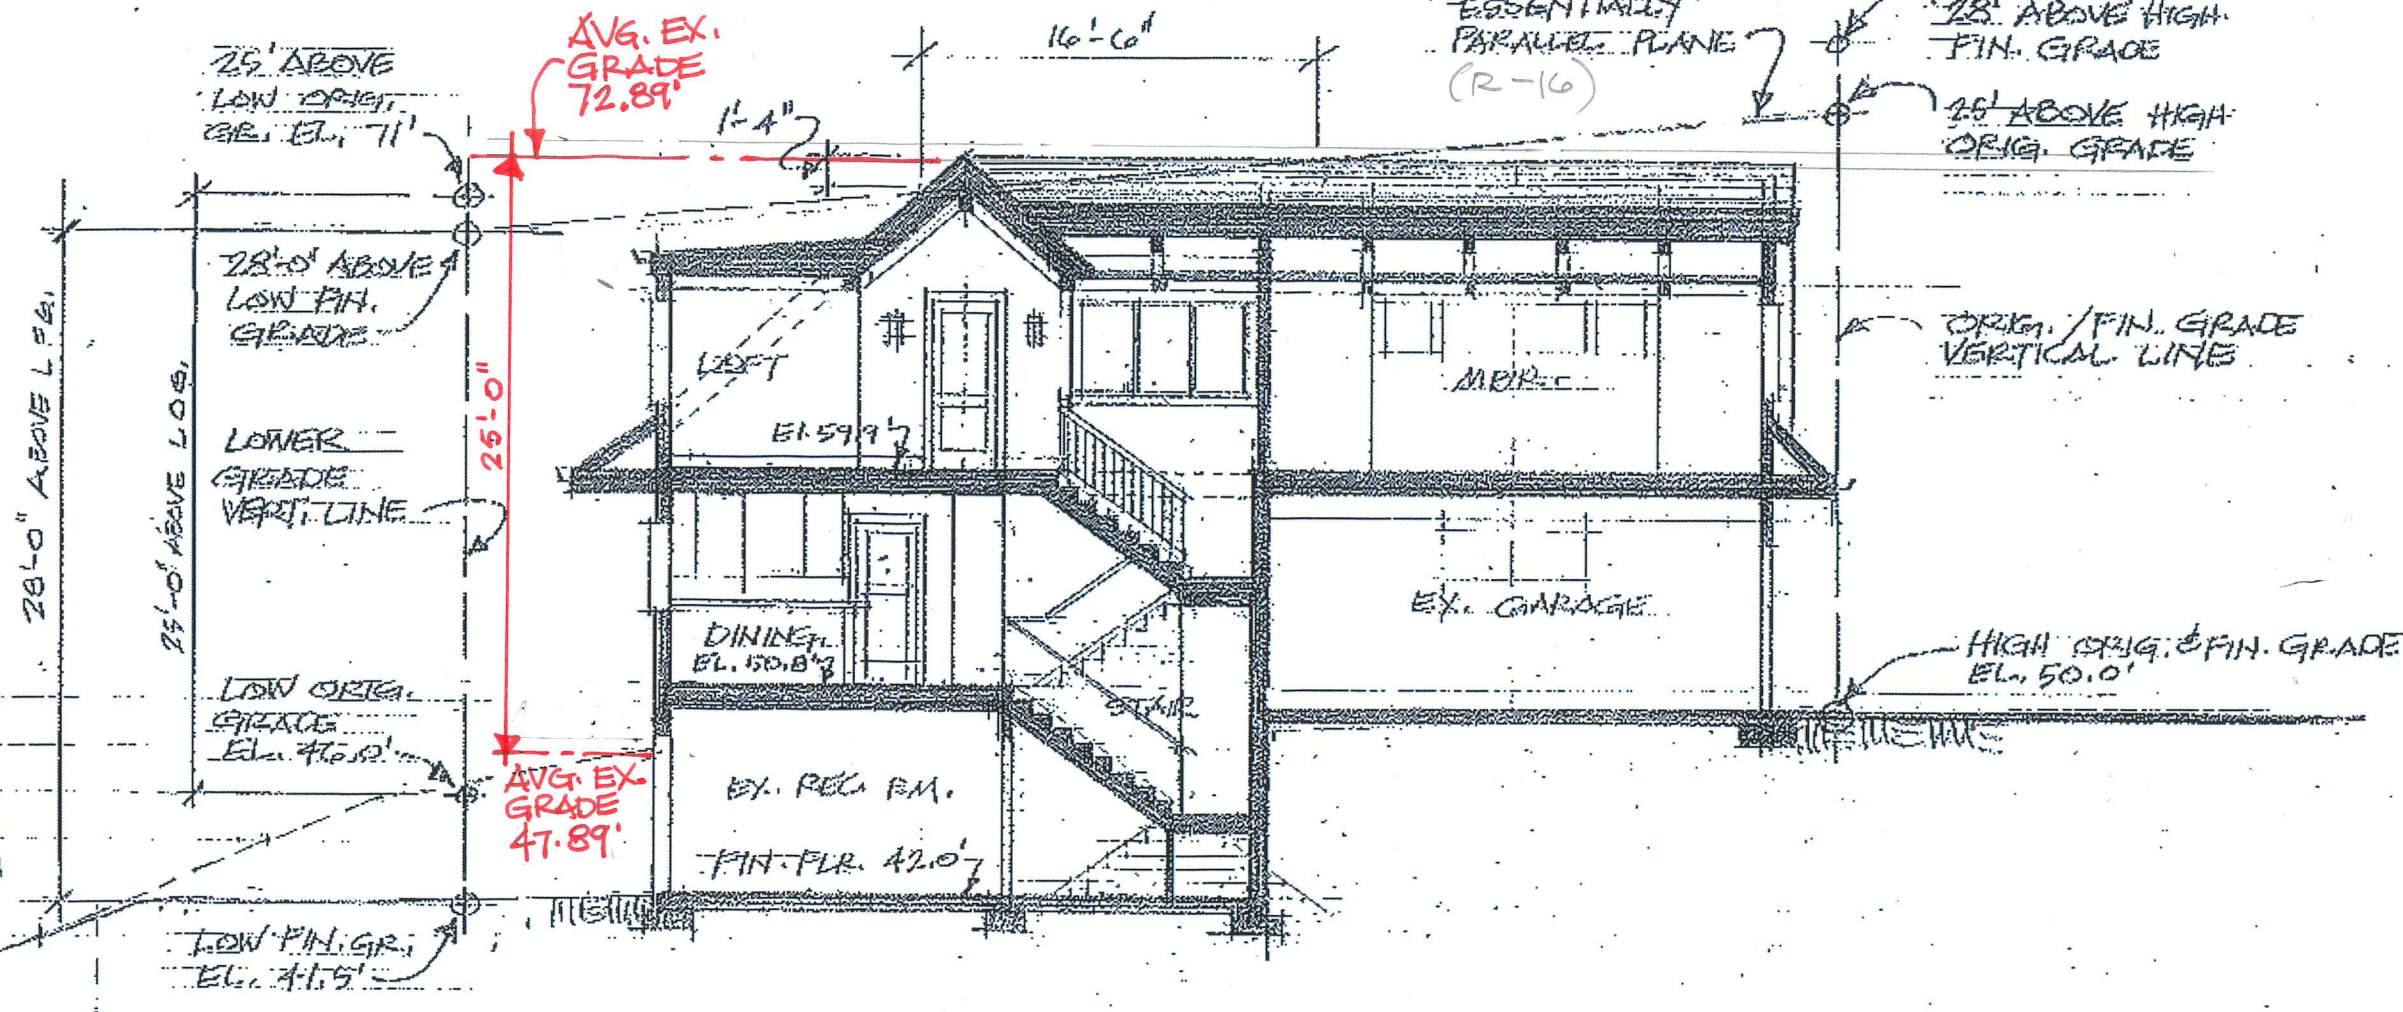 25' ABOVE
LOW ORIG.
GR. EL. 71'
AVG. EX.
GRADE
72.89'
1'-4"
16'-6"
ESSENTIALLY
PARALLEL PLANE
(R-16)
28' ABOVE HIGH
FIN. GRADE
25' ABOVE HIGH
ORIG. GRADE
28'-0" ABOVE
LOW FIN.
GRADE
28'-0" ABOVE L FG.
25'-0" ABOVE LOG.
25'-0"
LOWER
GRADE
VERT. LINE
LOFT
El. 59.9'
M.B.R.
ORIG./FIN. GRADE
VERTICAL LINE
DINING
EL. 50.8'
STAIR
EX. GARAGE
HIGH ORIG. & FIN. GRADE
EL. 50.0'
LOW ORIG.
GRADE
EL. 46.0'
AVG. EX.
GRADE
47.89'
EX. REC. RM.
FIN. FLR. 42.0'
LOW FIN. GR.
EL. 41.5'